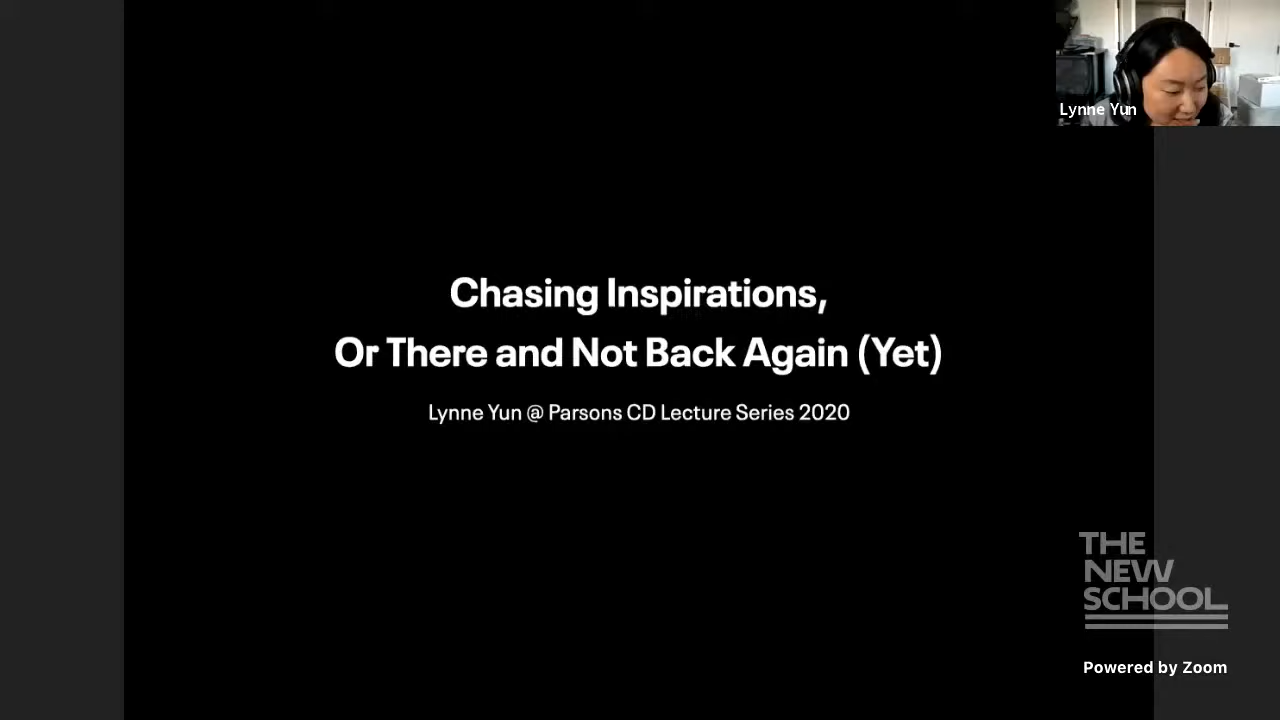 Lynne Yun
Chasing Inspirations,
Or There and Not Back Again (Yet)
Lynne Yun @ Parsons CD Lecture Series 2020
THE
NEW
SCHOOL
Powered by Zoom